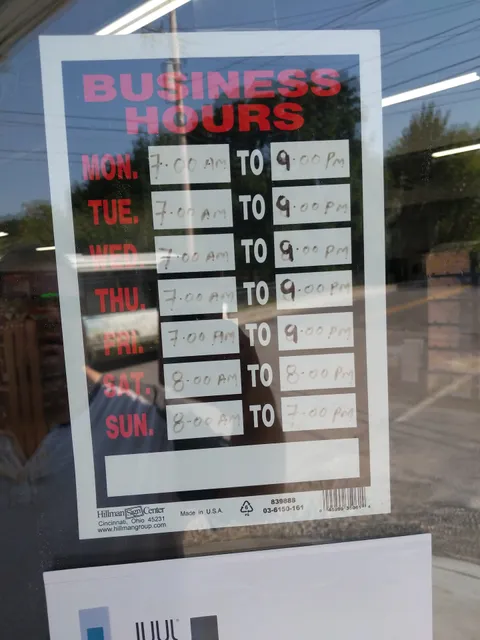 BUSINESS
HOURS
MON. 7.00 AM TO 9.00 PM
TUE. 7.00 AM TO 9.00 PM
WED. 7.00 AM TO 9.00 PM
THU. 7.00 AM TO 9.00 PM
FRI. 7.00 AM TO 9.00 PM
SAT. 8.00 AM TO 8.00 PM
SUN. 8.00 AM TO 7.00 PM
Hillman Sign Center
Cincinnati, Ohio 45231
www.hillmangroup.com
Made in U.S.A.
839888
03-6150-161
JUUL